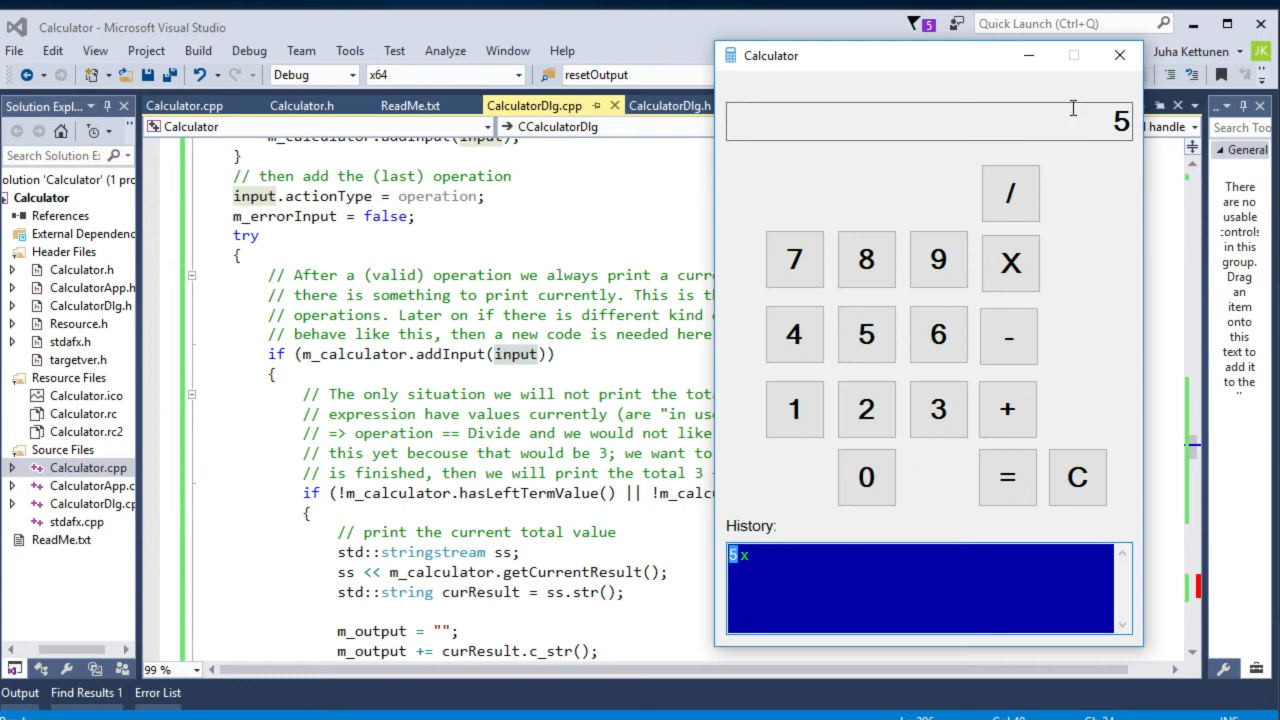 Calculator - Microsoft Visual Studio
5
Quick Launch (Ctrl+Q)
File Edit View Project Build Debug Team Tools Test Analyze Window Help
Juha Kettunen
JK
Debug
x64
resetOutput
Solution Expl...
Calculator.cpp
Calculator.h
ReadMe.txt
CalculatorDlg.cpp
CalculatorDlg.h
Calculator
CCalculatorDlg
handle
Search Solution E
Search Too
olution 'Calculator' (1 pro
Calculator
References
External Dependenc
Header Files
Calculator.h
CalculatorApp.h
CalculatorDlg.h
Resource.h
stdafx.h
targetver.h
Resource Files
Calculator.ico
Calculator.rc
Calculator.rc2
Source Files
Calculator.cpp
CalculatorApp.c
CalculatorDlg.cp
stdafx.cpp
ReadMe.txt
m_calculator.addInput(input);
}
// then add the (last) operation
input.actionType = operation;
m_errorInput = false;
try
{
// After a (valid) operation we always print a curr
// there is something to print currently. This is th
// operations. Later on if there is different kind o
// behave like this, then a new code is needed here
if (m_calculator.addInput(input))
{
// The only situation we will not print the tota
// expression have values currently (are "in use
// => operation == Divide and we would not like
// this yet becouse that would be 3; we want to
// is finished, then we will print the total 3
if (!m_calculator.hasLeftTermValue() || !m_calcu
{
// print the current total value
std::stringstream ss;
ss << m_calculator.getCurrentResult();
std::string curResult = ss.str();
m_output = "";
m_output += curResult.c_str();
99 %
Calculator
5
/
7 8 9 X
4 5 6 -
1 2 3 +
0 = C
History:
5 x
General
There
are no
usable
controls
in this
group.
Drag
an
item
onto
this
text to
add it
to the
Output
Find Results 1
Error List